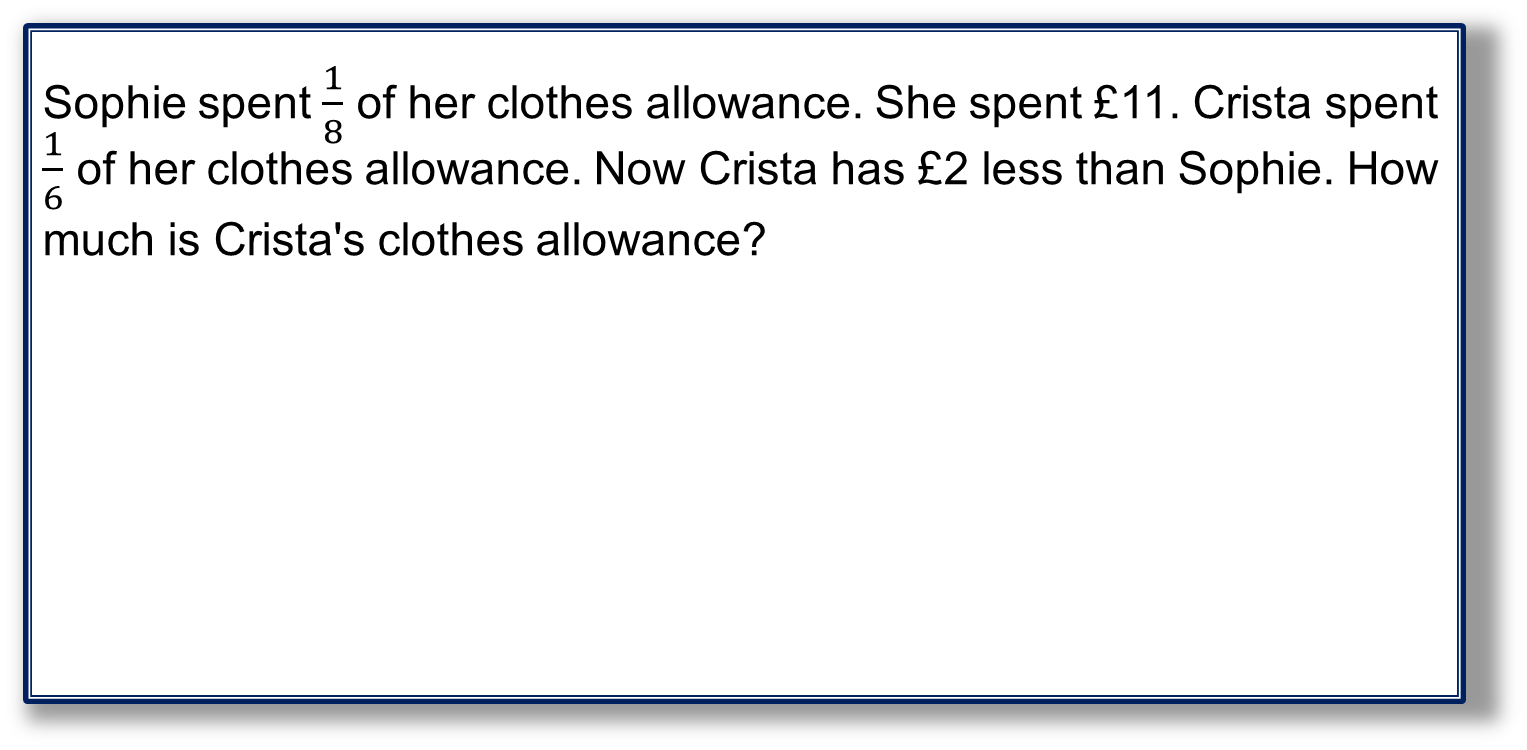 Sophie spent 1/8 of her clothes allowance. She spent £11. Crista spent
1/6 of her clothes allowance. Now Crista has £2 less than Sophie. How
much is Crista's clothes allowance?